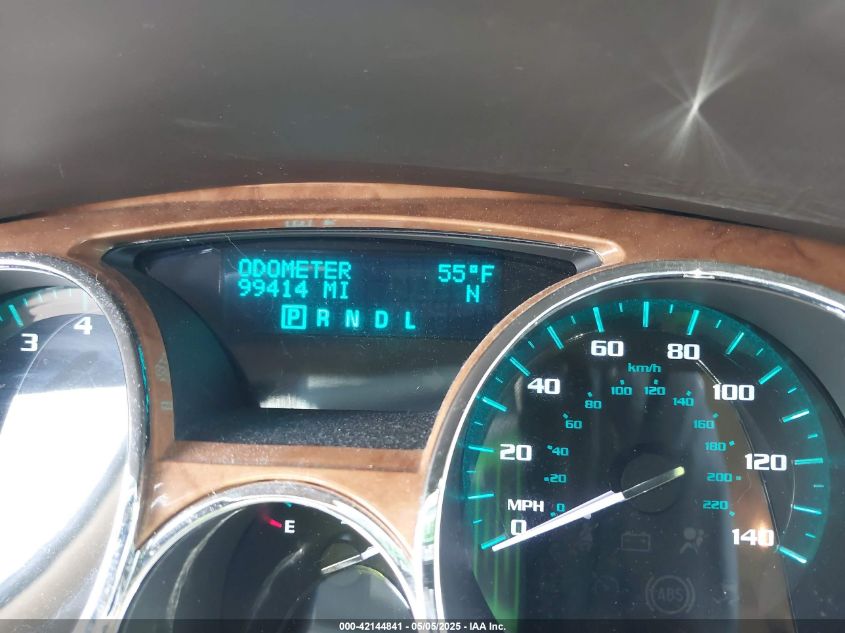 ODOMETER 55°F
99414 MI N
P R N D L
3 4
0 20 40 60 80 100 120 140
MPH
km/h
0 20 40 60 80 100 120 140 160 180 200 220
E
ABS
000-42144841 - 05/05/2025 - IAA Inc.